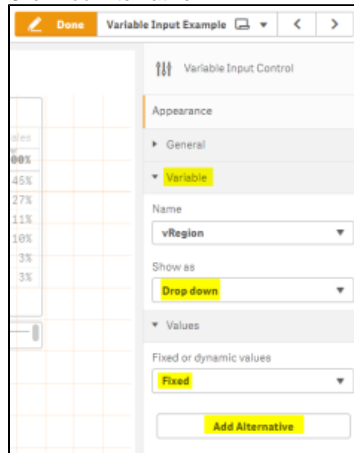 Done Variable Input Example
Variable Input Control
Appearance
General
Variable
Name
vRegion
Show as
Drop down
Values
Fixed or dynamic values
Fixed
Add Alternative
45%
27%
11%
10%
3%
3%